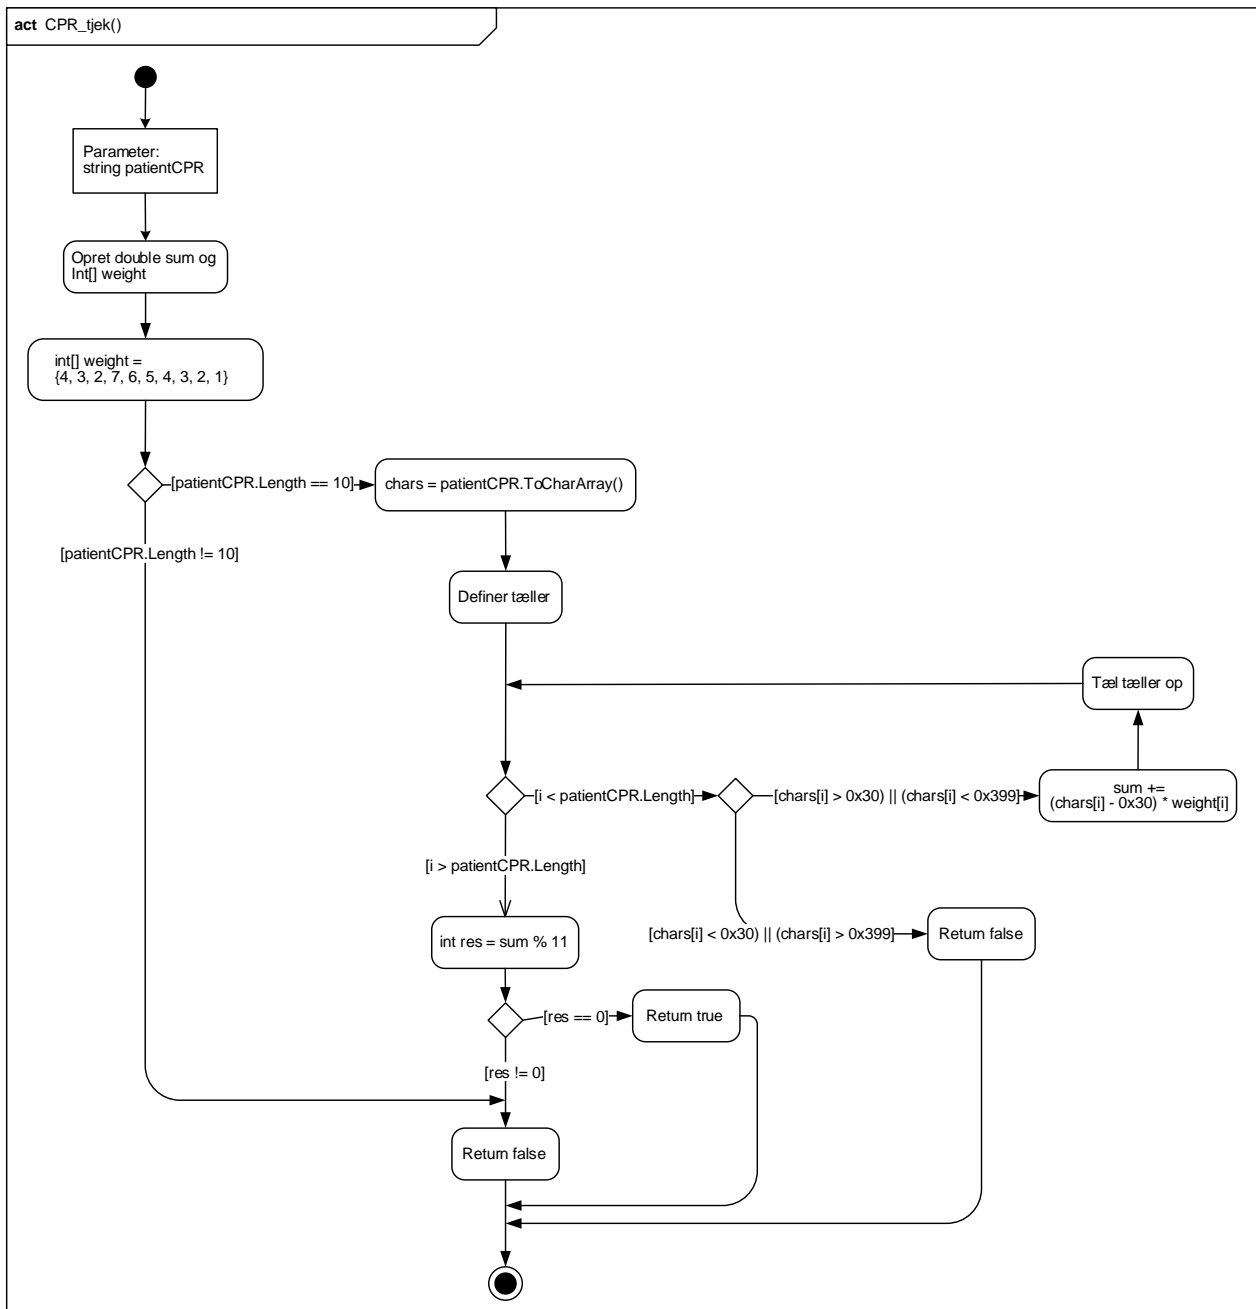 act CPR_tjek()
Parameter:
string patientCPR
Opret double sum og
Int[] weight
int[] weight =
{4, 3, 2, 7, 6, 5, 4, 3, 2, 1}
[patientCPR.Length == 10]
chars = patientCPR.ToCharArray()
[patientCPR.Length != 10]
Definer tæller
Tæl tæller op
[i < patientCPR.Length]
[chars[i] > 0x30) || (chars[i] < 0x399]
sum +=
(chars[i] - 0x30) * weight[i]
[i > patientCPR.Length]
int res = sum % 11
[chars[i] < 0x30) || (chars[i] > 0x399]
Return false
[res == 0]
Return true
[res != 0]
Return false